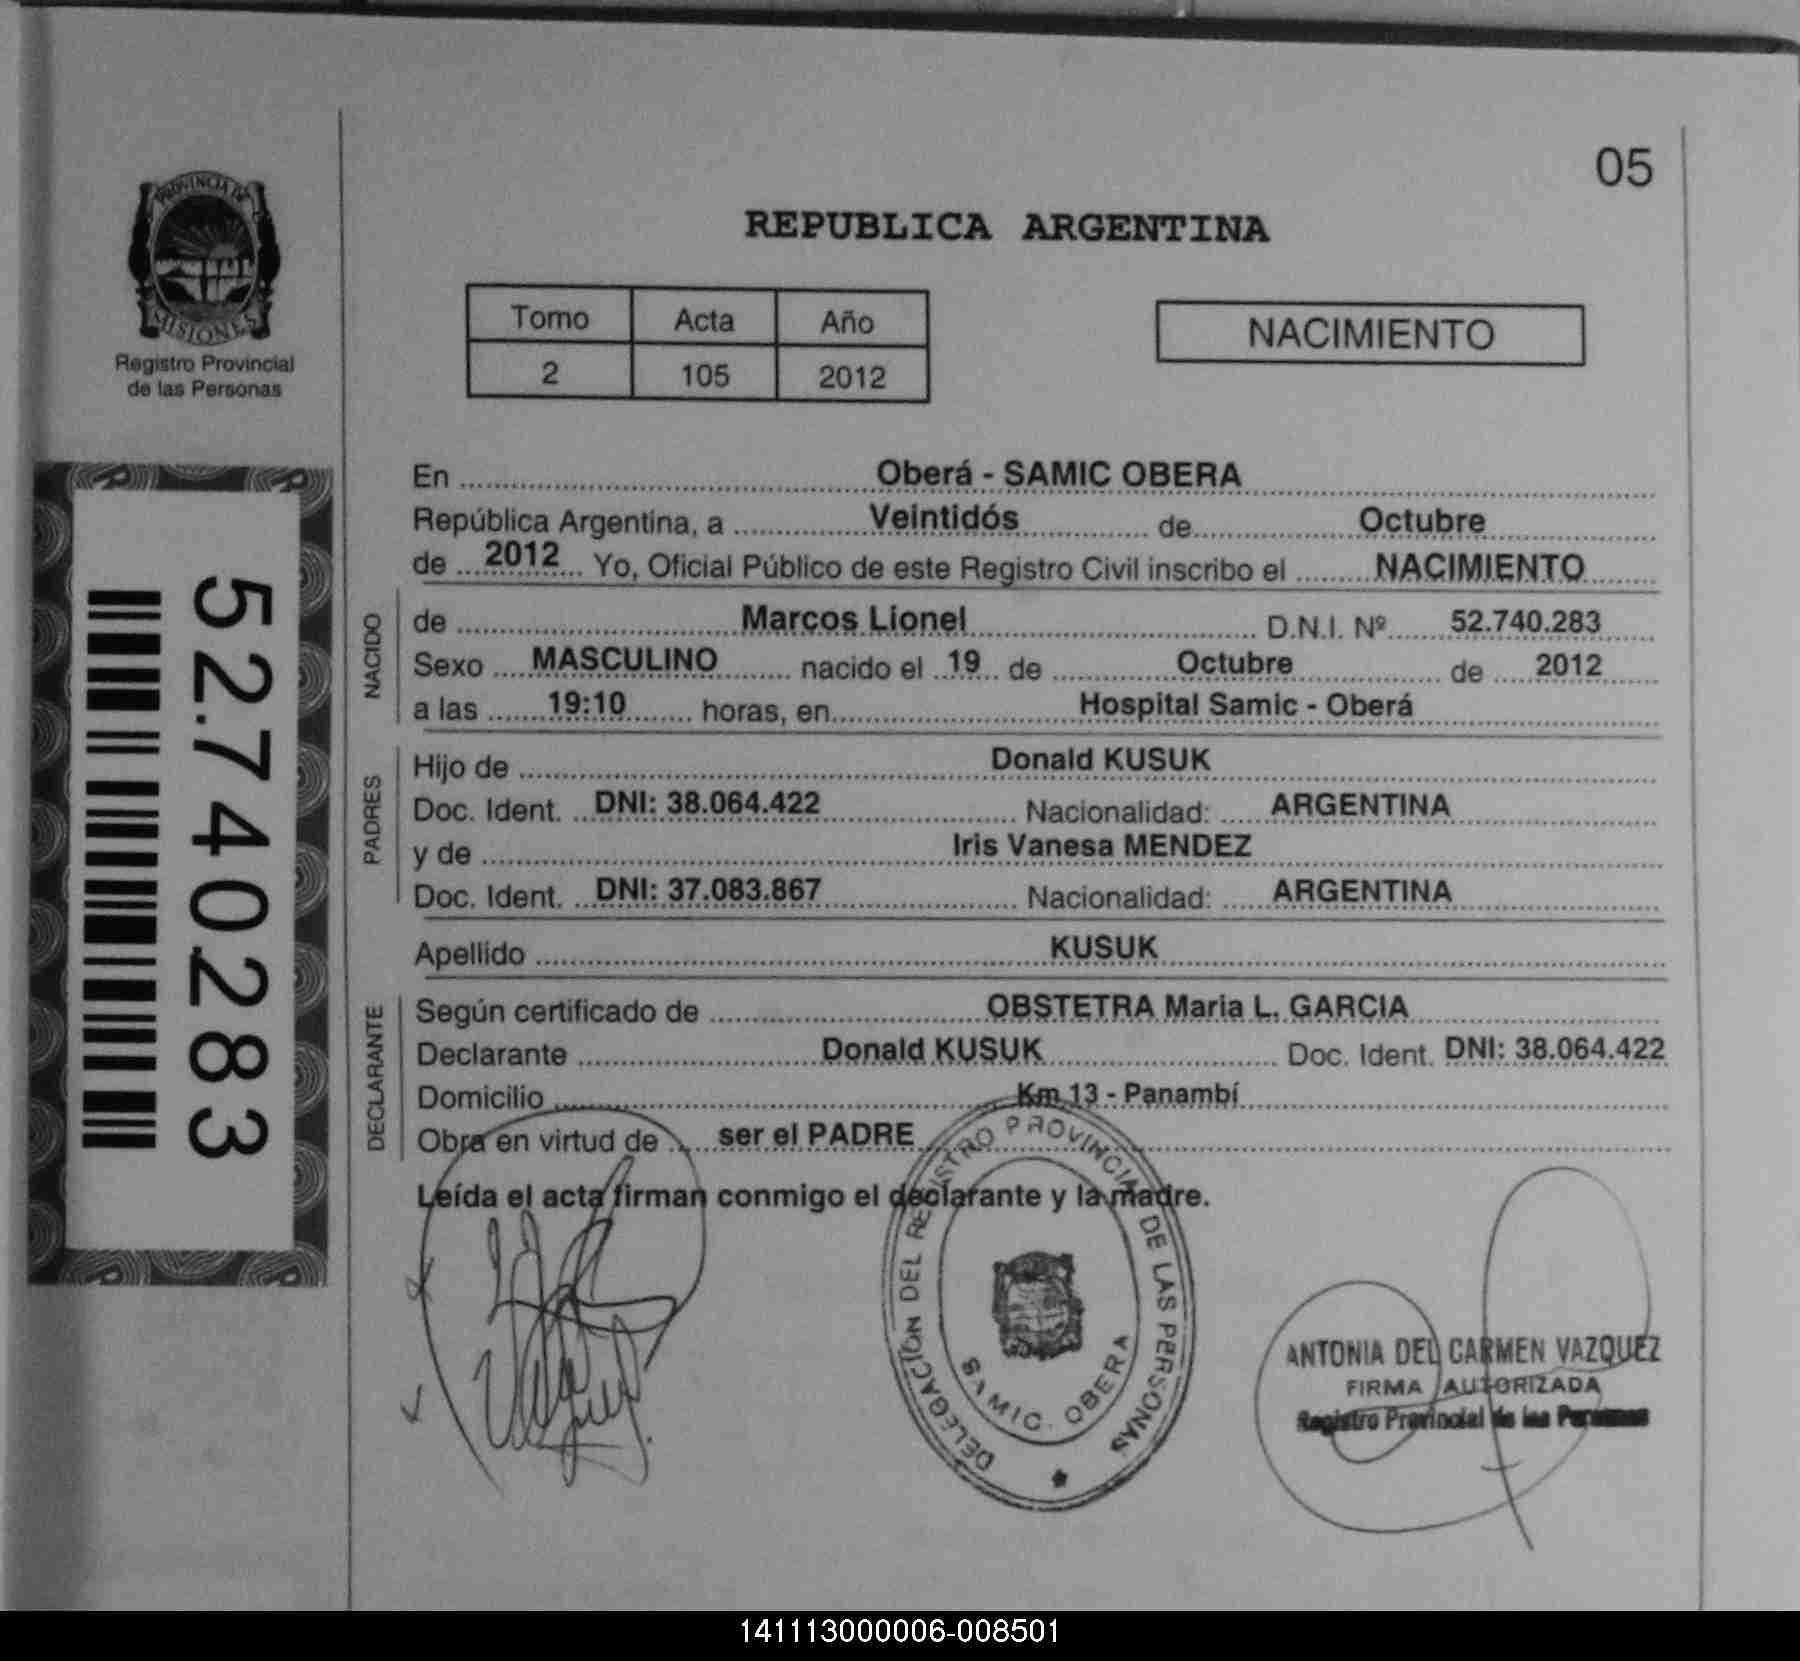 05
PROVINCIA DE
MISIONES
Registro Provincial
de las Personas
REPUBLICA ARGENTINA
Tomo Acta Año
2 105 2012
NACIMIENTO
52.740.283
En Oberá - SAMIC OBERA
República Argentina, a Veintidós de Octubre
de 2012 Yo, Oficial Público de este Registro Civil inscribo el NACIMIENTO
NACIDO
de Marcos Lionel D.N.I. Nº 52.740.283
Sexo MASCULINO nacido el 19 de Octubre de 2012
a las 19:10 horas, en Hospital Samic - Oberá
PADRES
Hijo de Donald KUSUK
Doc. Ident. DNI: 38.064.422 Nacionalidad: ARGENTINA
y de Iris Vanesa MENDEZ
Doc. Ident. DNI: 37.083.867 Nacionalidad: ARGENTINA
Apellido KUSUK
DECLARANTE
Según certificado de OBSTETRA Maria L. GARCIA
Declarante Donald KUSUK Doc. Ident. DNI: 38.064.422
Domicilio Km 13 - Panambí
Obra en virtud de ser el PADRE
Leída el acta firman conmigo el declarante y la madre.
DELEGACION DEL REGISTRO PROVINCIAL DE LAS PERSONAS
SAMIC. OBERA
ANTONIA DEL CARMEN VAZQUEZ
FIRMA AUTORIZADA
Registro Provincial de las Personas
141113000006-008501